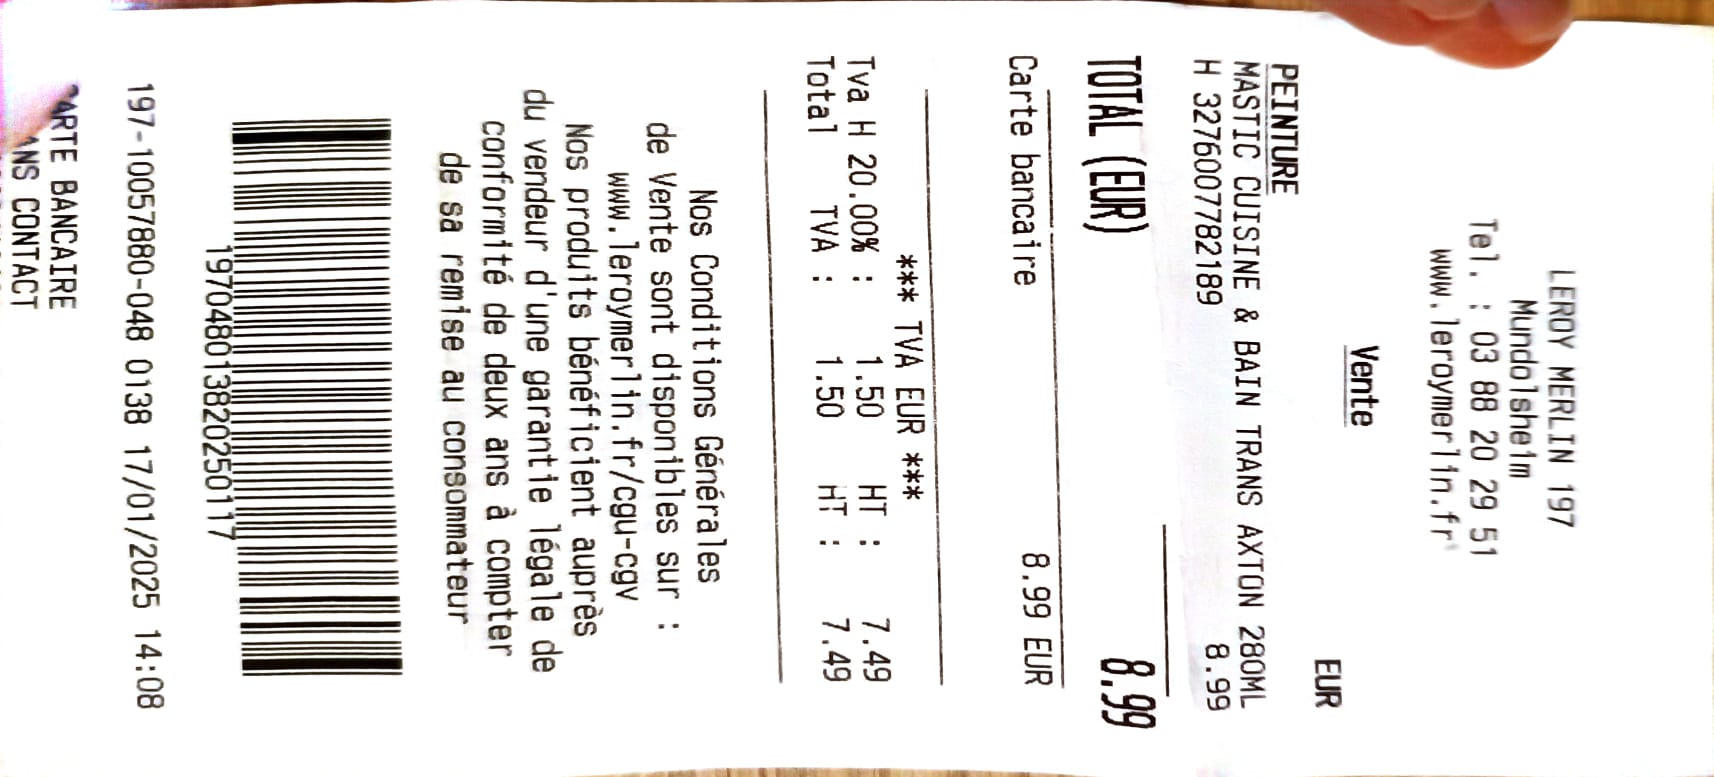 LEROY MERLIN 197
Mundolsheim
Tel. : 03 88 20 29 51
www.leroymerlin.fr
Vente
EUR
PEINTURE
MASTIC CUISINE & BAIN TRANS AXTON 280ML
H 3276007782189 8.99
TOTAL (EUR) 8.99
Carte bancaire 8.99 EUR
*** TVA EUR ***
Tva H 20.00% : 1.50 HT : 7.49
Total TVA : 1.50 HT : 7.49
Nos Conditions Générales
de Vente sont disponibles sur :
www.leroymerlin.fr/cgu-cgv
Nos produits bénéficient auprès
du vendeur d'une garantie légale de
conformité de deux ans à compter
de sa remise au consommateur
197048013820250117
197-10057880-048 0138 17/01/2025 14:08
CARTE BANCAIRE
SANS CONTACT